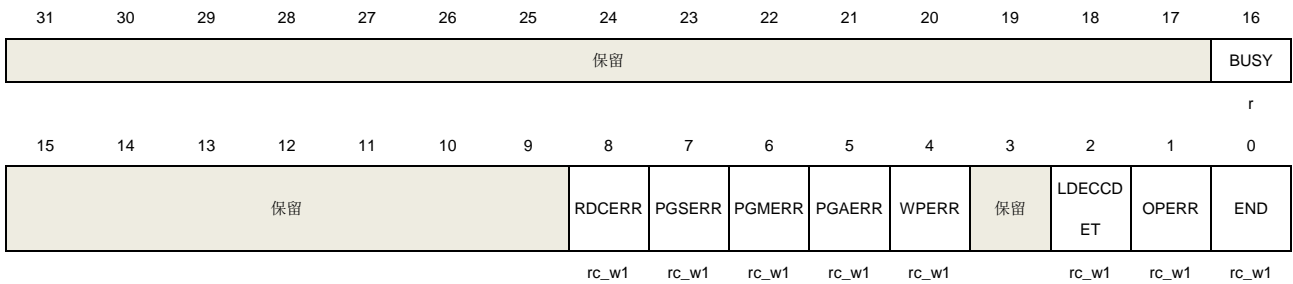 31 30 29 28 27 26 25 24 23 22 21 20 19 18 17 16
保留 BUSY
r
15 14 13 12 11 10 9 8 7 6 5 4 3 2 1 0
保留 RDCERR PGSERR PGMERR PGAERR WPERR 保留 LDECCD OPERR END
ET
rc_w1 rc_w1 rc_w1 rc_w1 rc_w1 rc_w1 rc_w1 rc_w1